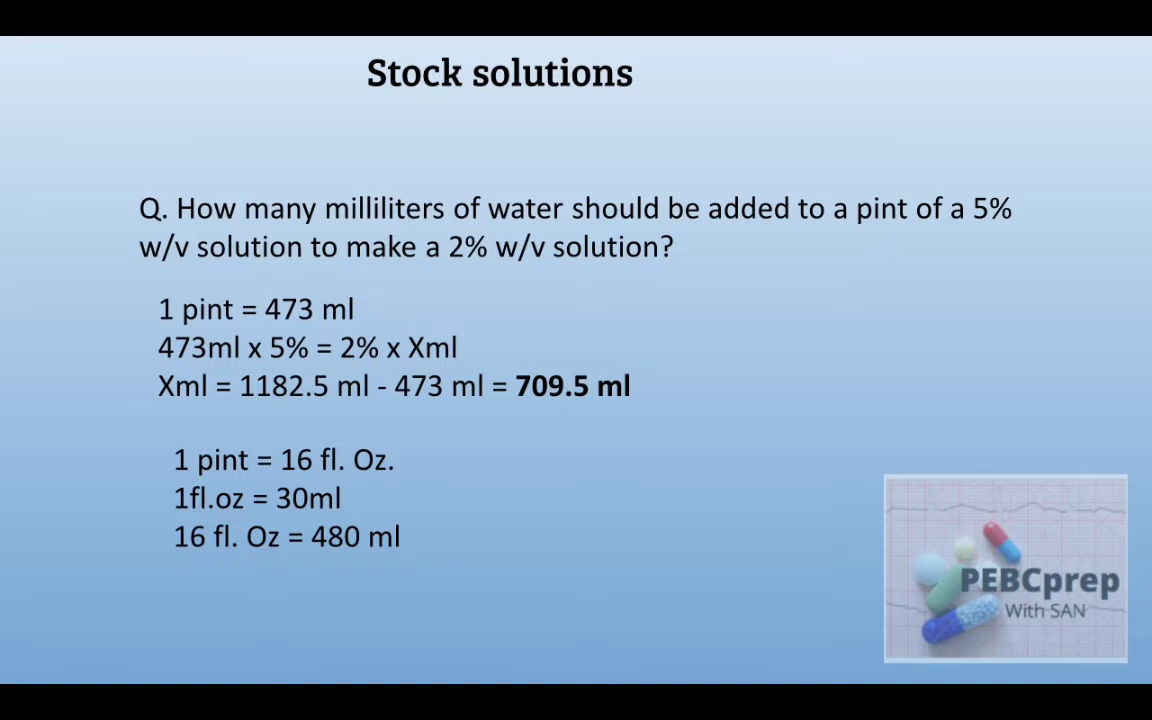 Stock solutions
Q. How many milliliters of water should be added to a pint of a 5%
w/v solution to make a 2% w/v solution?
1 pint = 473 ml
473ml x 5% = 2% x Xml
Xml = 1182.5 ml - 473 ml = 709.5 ml
1 pint = 16 fl. Oz.
1fl.oz = 30ml
16 fl. Oz = 480 ml
PEBCprep
With SAN